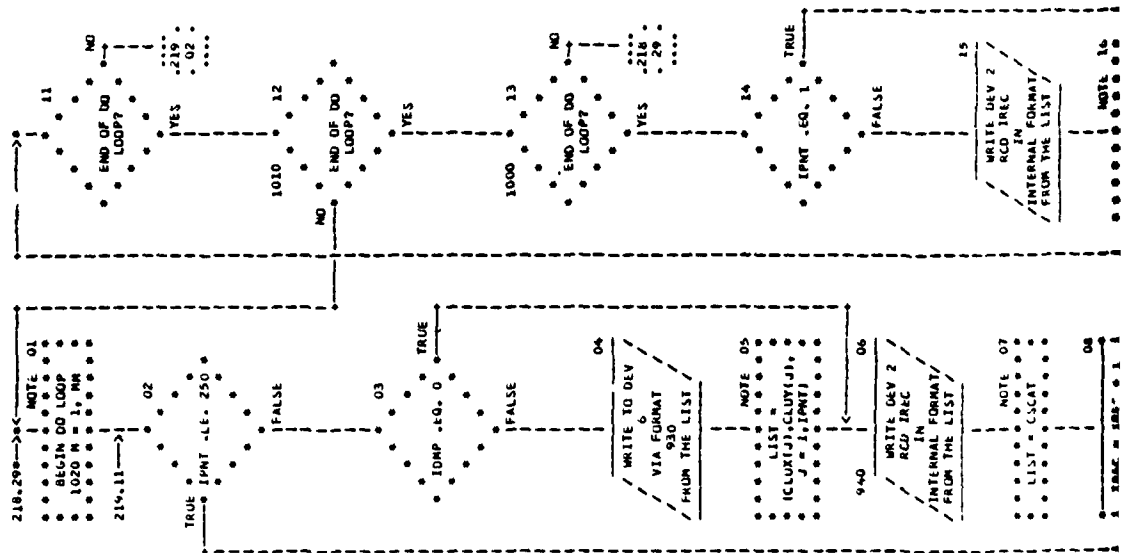 218.29
NOTE 01
BEGIN DO LOOP
1020 M = 1, MM
219.11
02
TRUE
IPNT .LE. 250
FALSE
03
IDMP .EQ. 0
TRUE
FALSE
04
WRITE TO DEV
6
VIA FORMAT
930
FROM THE LIST
NOTE 05
LIST =
(CLUX(J),CLUY(J),
J = 1,IPNT)
940
06
WRITE DEV 2
RCD IREC
IN
INTERNAL FORMAT
FROM THE LIST
NOTE 07
LIST = CSCAT
08
11
END OF DO
LOOP?
NO
.219
02
YES
1010
12
NO
END OF DO
LOOP?
YES
1000
13
END OF DO
LOOP?
NO
.218
29
YES
14
IPNT .EQ. 1
TRUE
FALSE
15
WRITE DEV 2
RCD IREC
IN
INTERNAL FORMAT
FROM THE LIST
NOTE 16